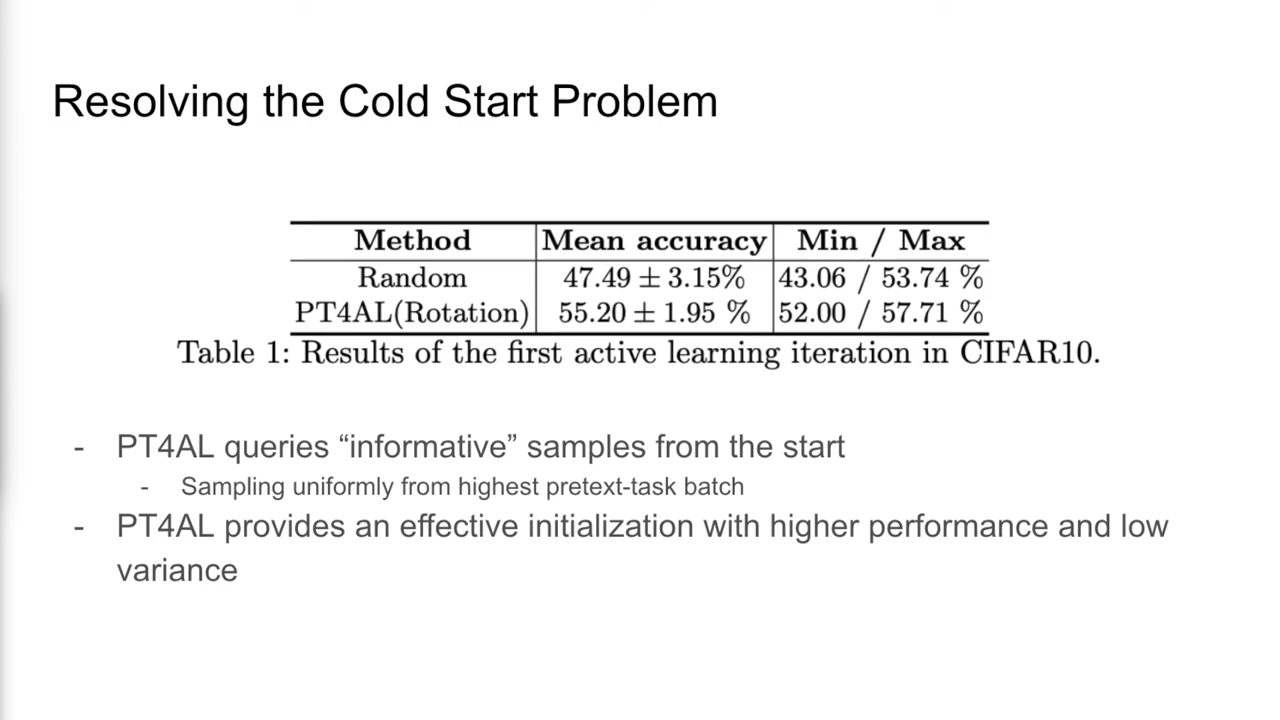 Resolving the Cold Start Problem
Method Mean accuracy Min / Max
Random 47.49 ± 3.15% 43.06 / 53.74 %
PT4AL(Rotation) 55.20 ± 1.95 % 52.00 / 57.71 %
Table 1: Results of the first active learning iteration in CIFAR10.
- PT4AL queries “informative” samples from the start
- Sampling uniformly from highest pretext-task batch
- PT4AL provides an effective initialization with higher performance and low
variance